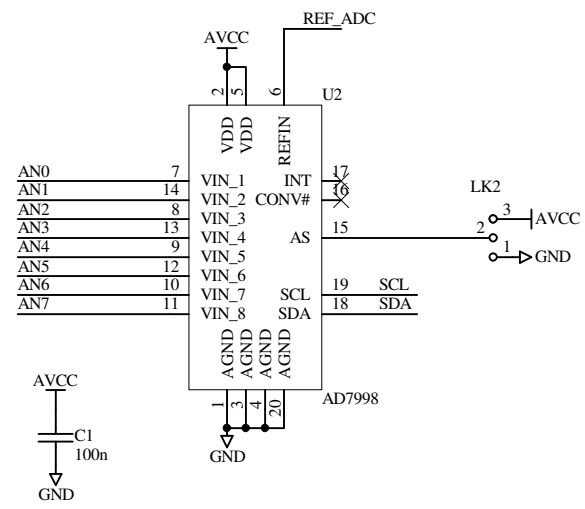 REF_ADC
AVCC
2
5
6
U2
VDD
VDD
REFIN
AN0 7 VIN_1 INT 17
AN1 14 VIN_2 CONV# 16
LK2
AN2 8 VIN_3
3 AVCC
AN3 13 VIN_4 AS 15
2
AN4 9 VIN_5
1 GND
AN5 12 VIN_6
AN6 10 VIN_7 SCL 19 SCL
AN7 11 VIN_8 SDA 18 SDA
AGND
AGND
AGND
AGND
1
3
4
20
AD7998
GND
AVCC
C1
100n
GND